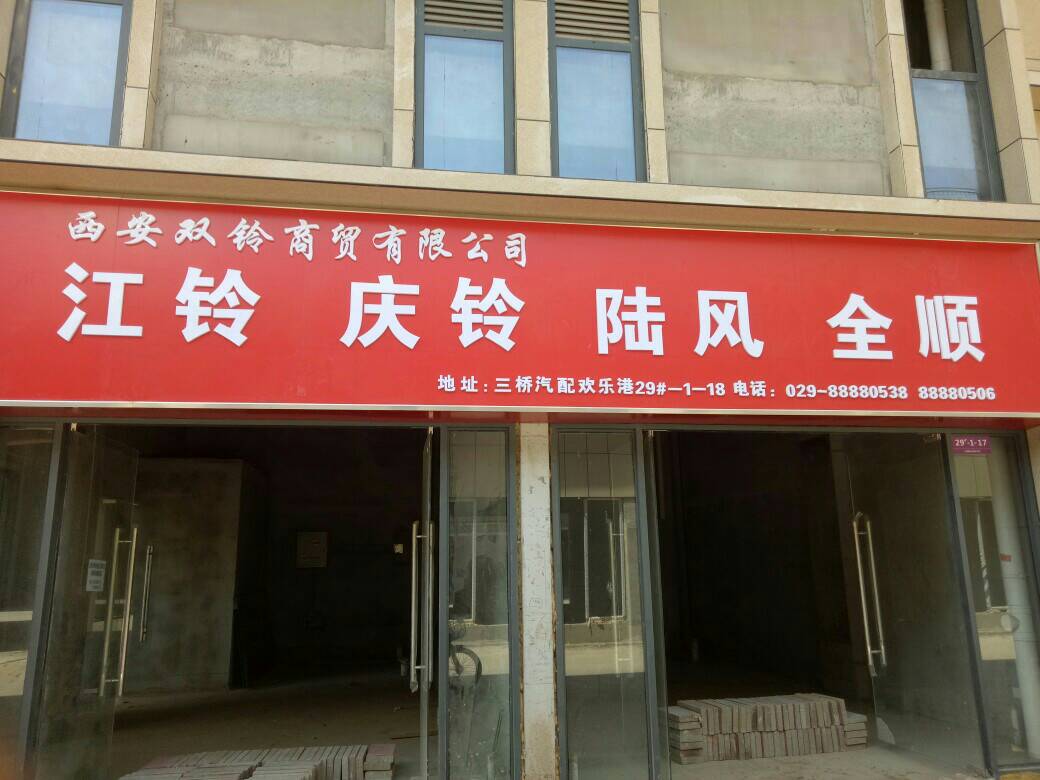 西安双铃商贸有限公司
江铃 庆铃 陆风 全顺
地址:三桥汽配欢乐港29#-1-18 电话:029-88880538 88880506
29#-1-17